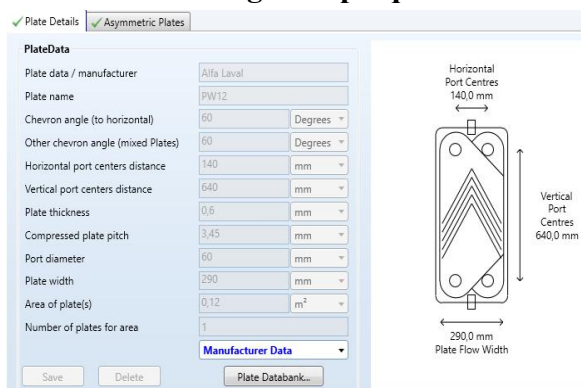 Plate Details
Asymmetric Plates
PlateData
Plate data / manufacturer
Alfa Laval
Plate name
PW12
Chevron angle (to horizontal)
60
Degrees
Other chevron angle (mixed Plates)
60
Degrees
Horizontal port centers distance
140
mm
Vertical port centers distance
640
mm
Plate thickness
0,6
mm
Compressed plate pitch
3,45
mm
Port diameter
60
mm
Plate width
290
mm
Area of plate(s)
0,12
m²
Number of plates for area
1
Manufacturer Data
Save
Delete
Plate Databank...
Horizontal
Port Centres
140,0 mm
Vertical
Port
Centres
640,0 mm
290,0 mm
Plate Flow Width